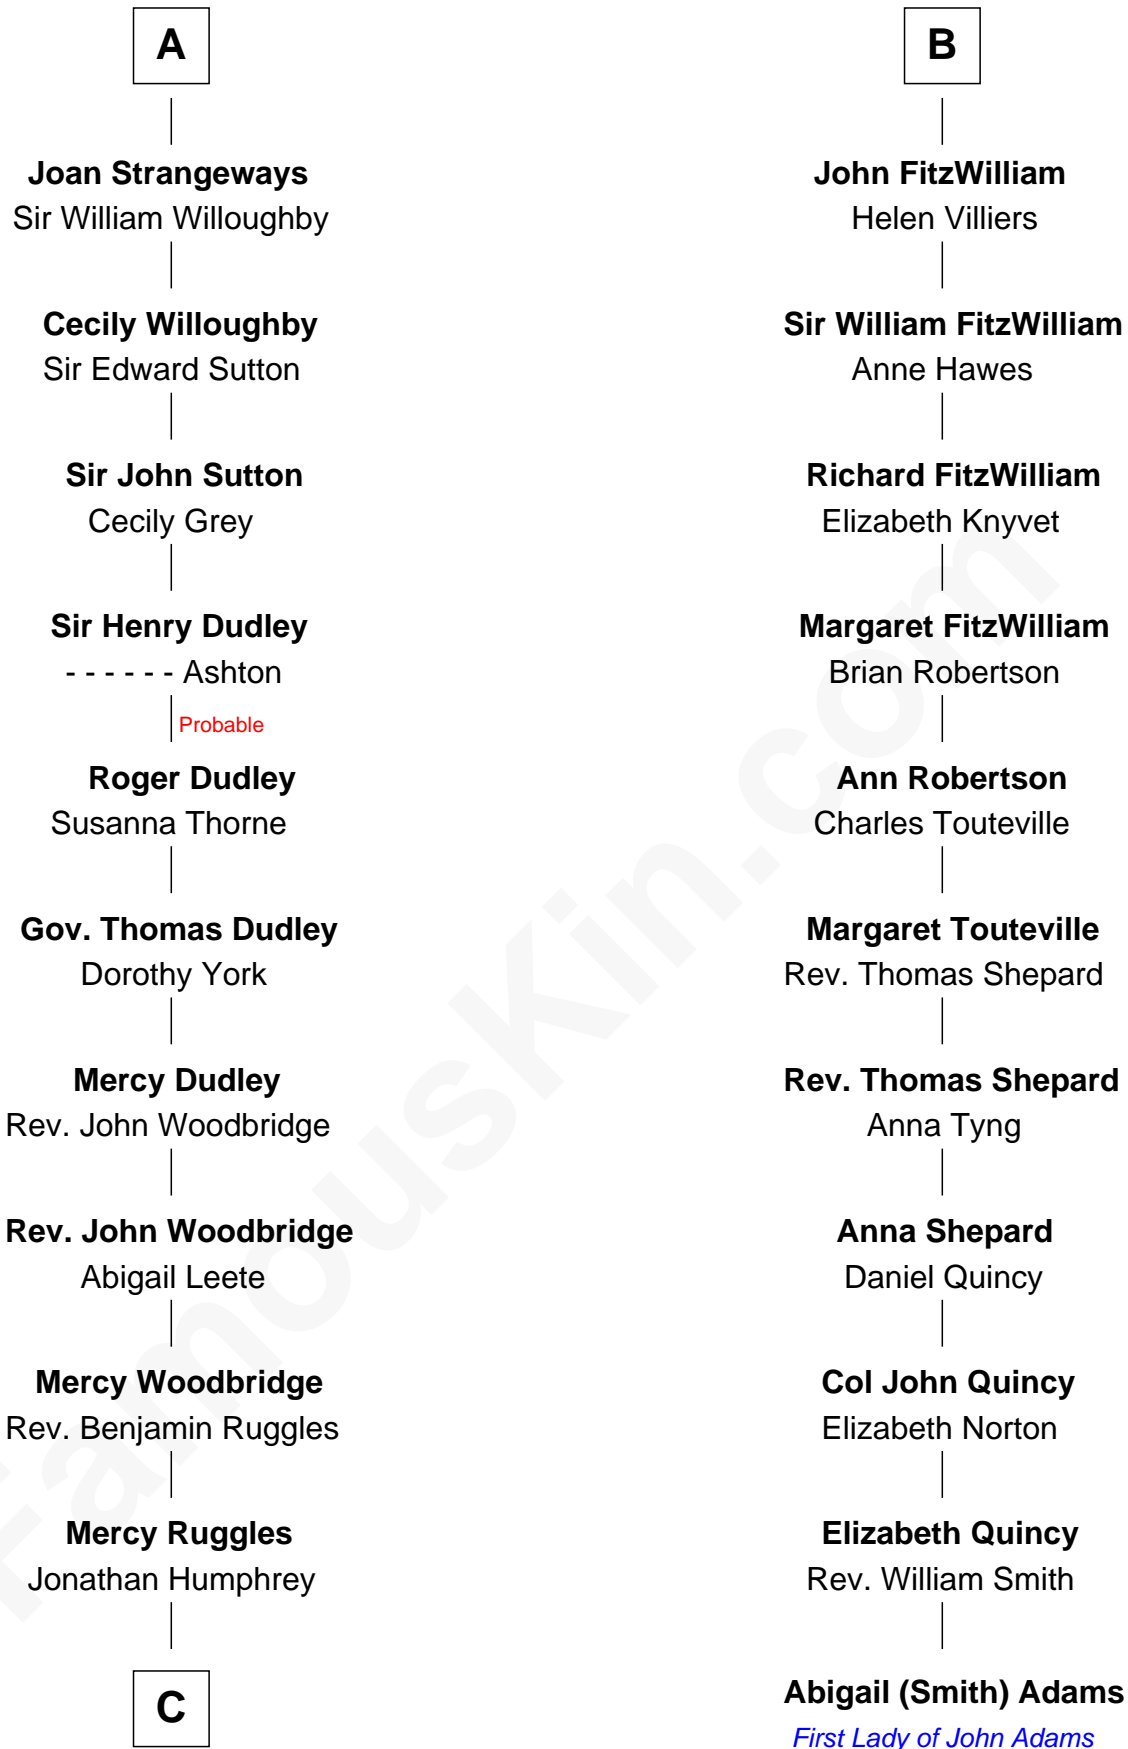 A
Joan Strangeways
Sir William Willoughby
Cecily Willoughby
Sir Edward Sutton
Sir John Sutton
Cecily Grey
Sir Henry Dudley
- - - - - - Ashton
Probable
Roger Dudley
Susanna Thorne
Gov. Thomas Dudley
Dorothy York
Mercy Dudley
Rev. John Woodbridge
Rev. John Woodbridge
Abigail Leete
Mercy Woodbridge
Rev. Benjamin Ruggles
Mercy Ruggles
Jonathan Humphrey
C
B
John FitzWilliam
Helen Villiers
Sir William FitzWilliam
Anne Hawes
Richard FitzWilliam
Elizabeth Knyvet
Margaret FitzWilliam
Brian Robertson
Ann Robertson
Charles Touteville
Margaret Touteville
Rev. Thomas Shepard
Rev. Thomas Shepard
Anna Tyng
Anna Shepard
Daniel Quincy
Col John Quincy
Elizabeth Norton
Elizabeth Quincy
Rev. William Smith
Abigail (Smith) Adams
First Lady of John Adams
FamousKin.com